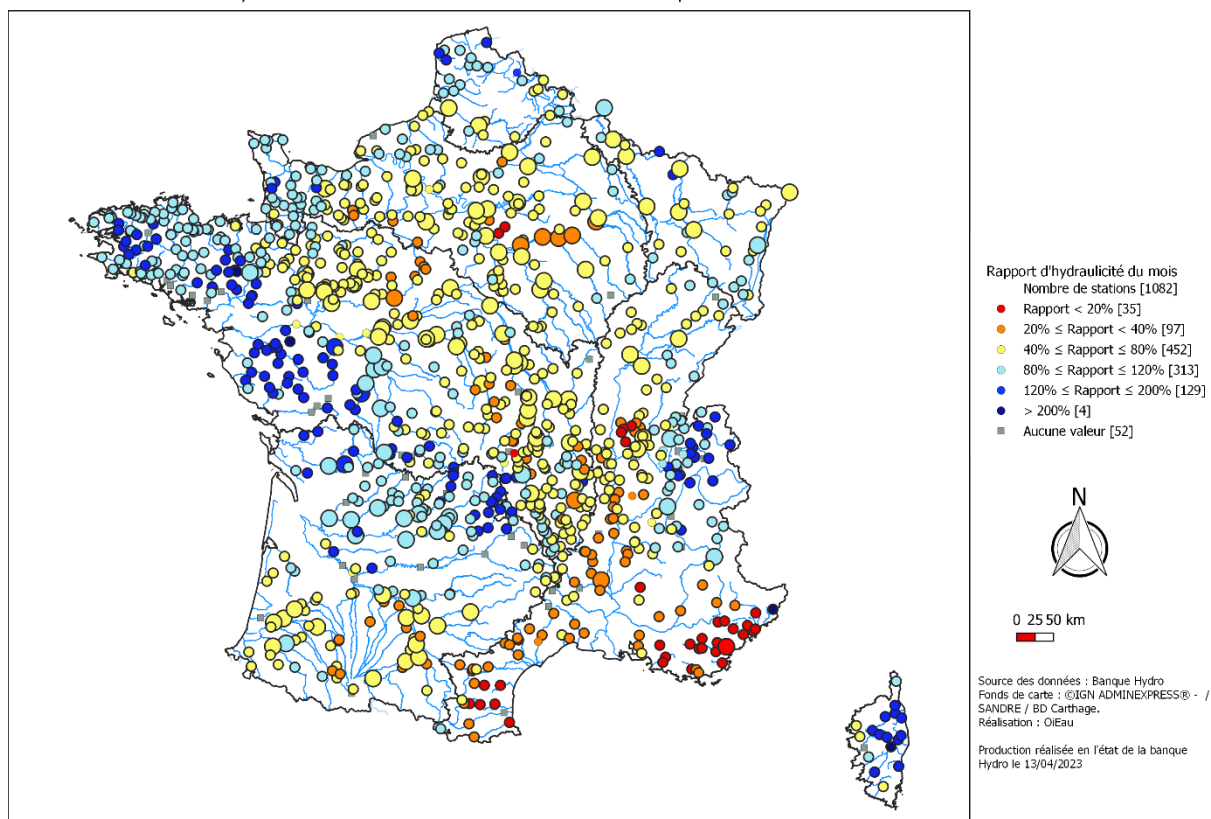 Rapport d'hydraulicité du mois
Nombre de stations [1082]
Rapport < 20% [35]
20% ≤ Rapport < 40% [97]
40% ≤ Rapport ≤ 80% [452]
80% ≤ Rapport ≤ 120% [313]
120% ≤ Rapport ≤ 200% [129]
> 200% [4]
Aucune valeur [52]
N
0 25 50 km
Source des données : Banque Hydro
Fonds de carte : ©IGN ADMINEXPRESS® - /
SANDRE / BD Carthage.
Réalisation : OiEau
Production réalisée en l'état de la banque
Hydro le 13/04/2023